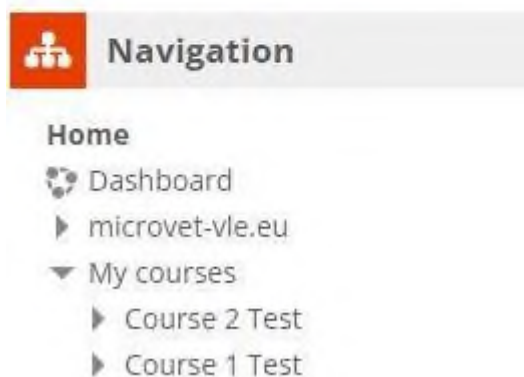 Navigation
Home
Dashboard
microvet-vle.eu
My courses
Course 2 Test
Course 1 Test